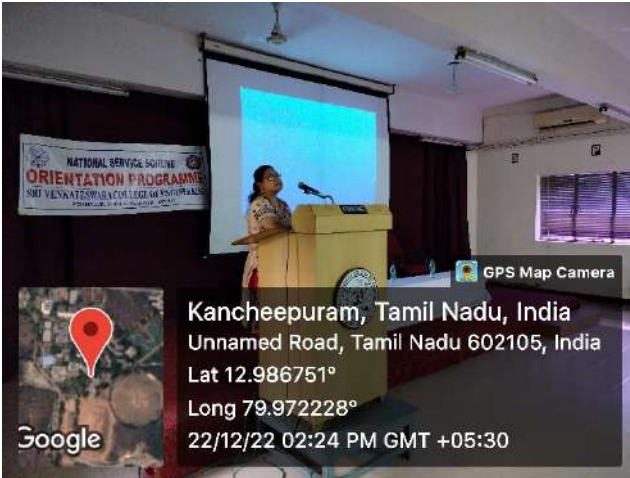 NATIONAL SERVICE SCHEME
ORIENTATION PROGRAMME
SRI VENKATESWARA COLLEGE OF ENGINEERING
GPS Map Camera
Kancheepuram, Tamil Nadu, India
Unnamed Road, Tamil Nadu 602105, India
Lat 12.986751°
Long 79.972228°
22/12/22 02:24 PM GMT +05:30
Google